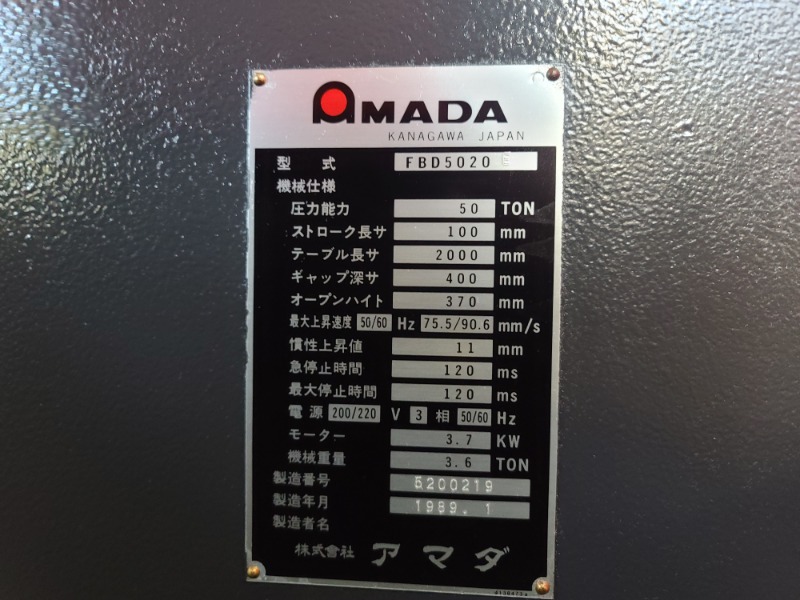 AMADA
KANAGAWA JAPAN
型 式 FBD5020 E
機械仕様
圧力能力 50 TON
ストローク長サ 100 mm
テーブル長サ 2000 mm
ギャップ深サ 400 mm
オープンハイト 370 mm
最大上昇速度 50/60 Hz 75.5/90.6 mm/s
慣性上昇値 11 mm
急停止時間 120 ms
最大停止時間 120 ms
電源 200/220 V 3 相 50/60 Hz
モーター 3.7 KW
機械重量 3.6 TON
製造番号 5200219
製造年月 1989.1
製造者名
株式會社 アマダ